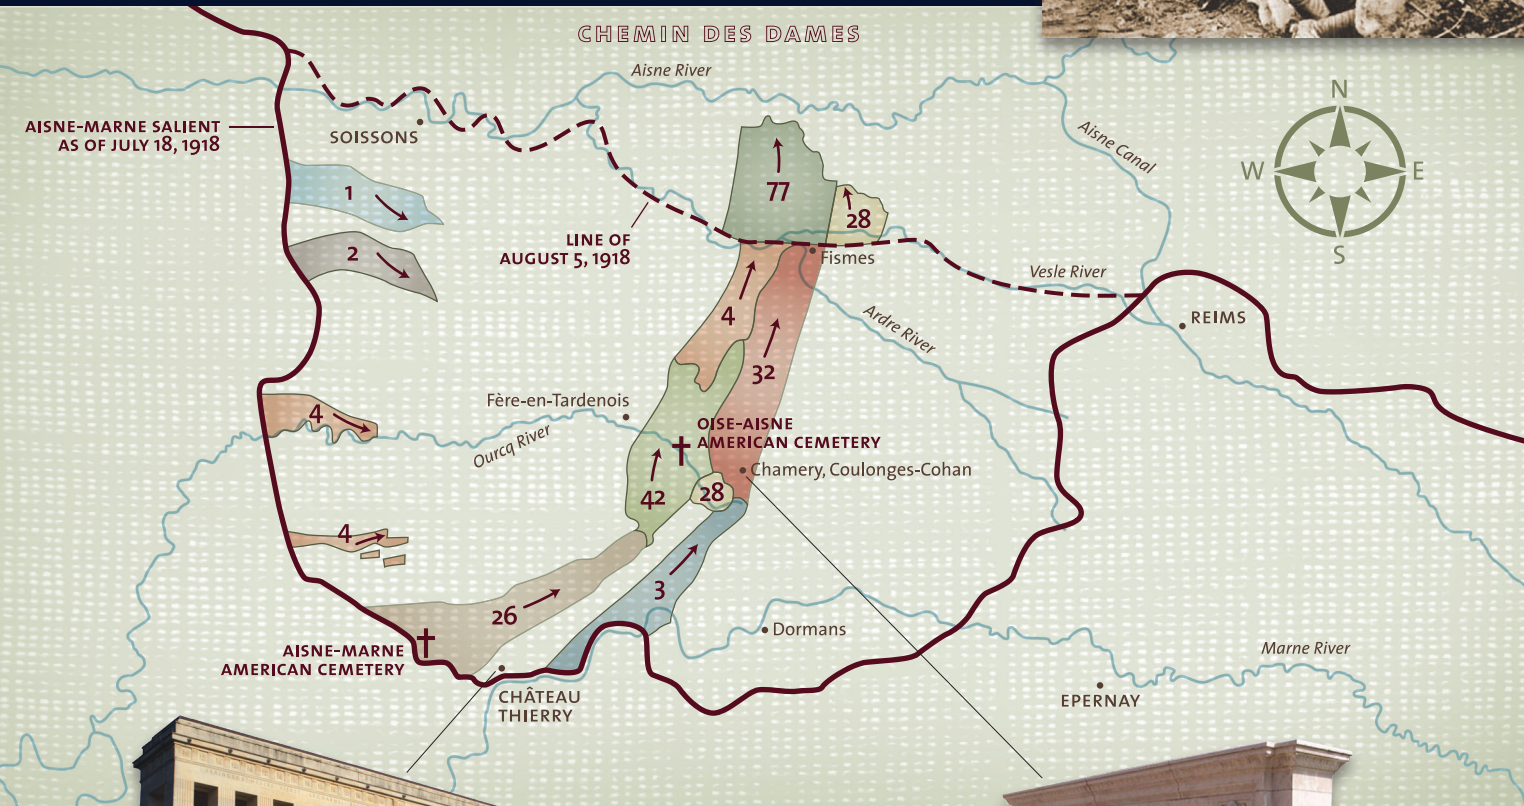 CHEMIN DES DAMES
Aisne River
N
AISNE-MARNE SALIENT
AS OF JULY 18, 1918
SOISSONS
Aisne Canal
W
E
1
77
28
2
LINE OF
AUGUST 5, 1918
S
Fismes
Vesle River
4
REIMS
Ardre River
32
Fère-en-Tardenois
4
OISE-AISNE
AMERICAN CEMETERY
Ourcq River
Chamery, Coulonges-Cohan
42
28
4
3
26
Dormans
AISNE-MARNE
AMERICAN CEMETERY
Marne River
CHÂTEAU
THIERRY
EPERNAY